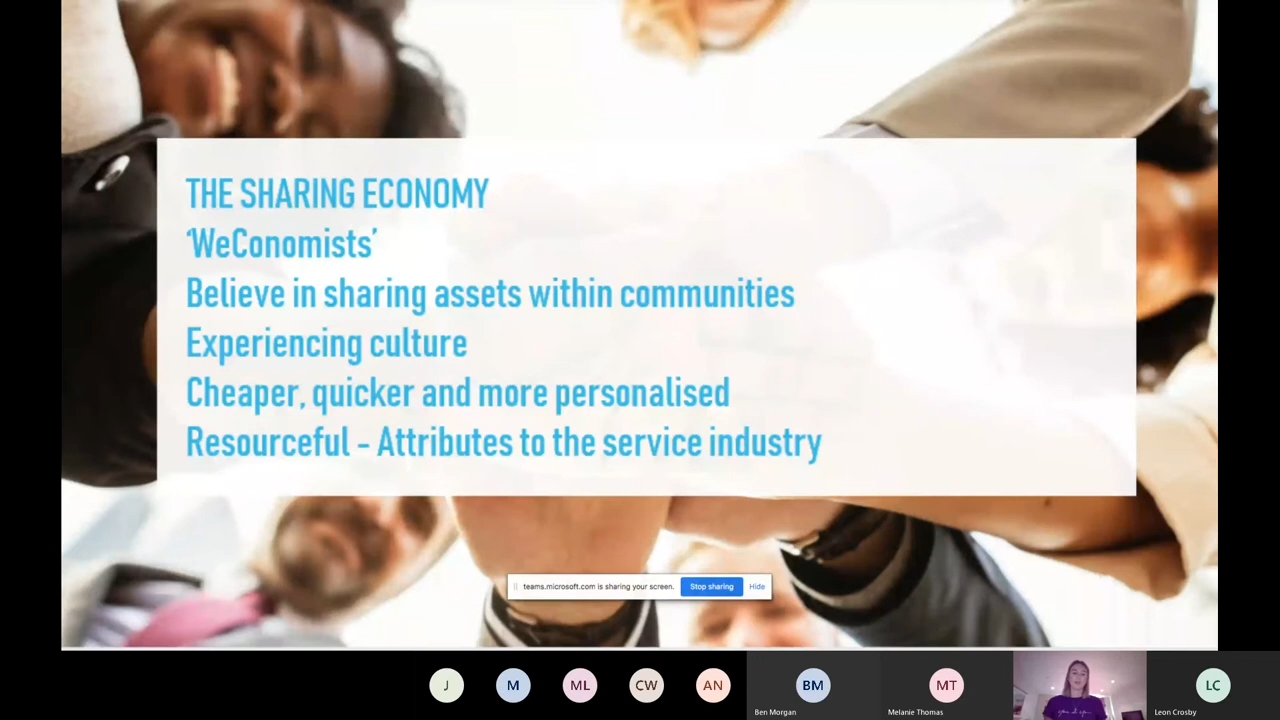 THE SHARING ECONOMY
‘WeConomists’
Believe in sharing assets within communities
Experiencing culture
Cheaper, quicker and more personalised
Resourceful - Attributes to the service industry
teams.microsoft.com is sharing your screen. Stop sharing Hide
J M ML CW AN BM MT LC
Ben Morgan Melanie Thomas Leon Crosby